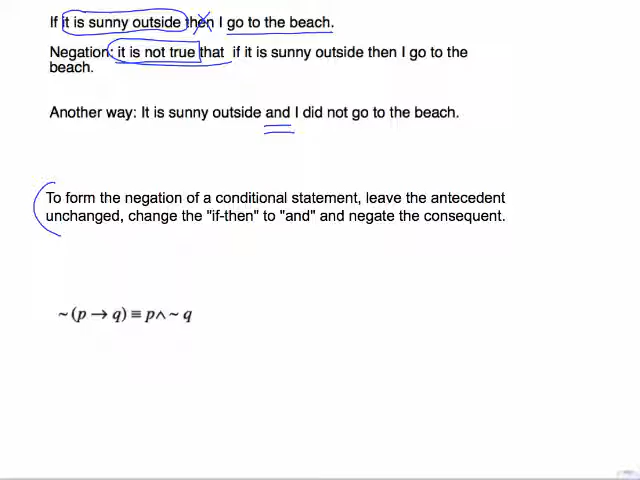 If it is sunny outside then I go to the beach.
Negation: it is not true that if it is sunny outside then I go to the
beach.
Another way: It is sunny outside and I did not go to the beach.
To form the negation of a conditional statement, leave the antecedent
unchanged, change the "if-then" to "and" and negate the consequent.
~ (p → q) ≡ p ∧ ~ q